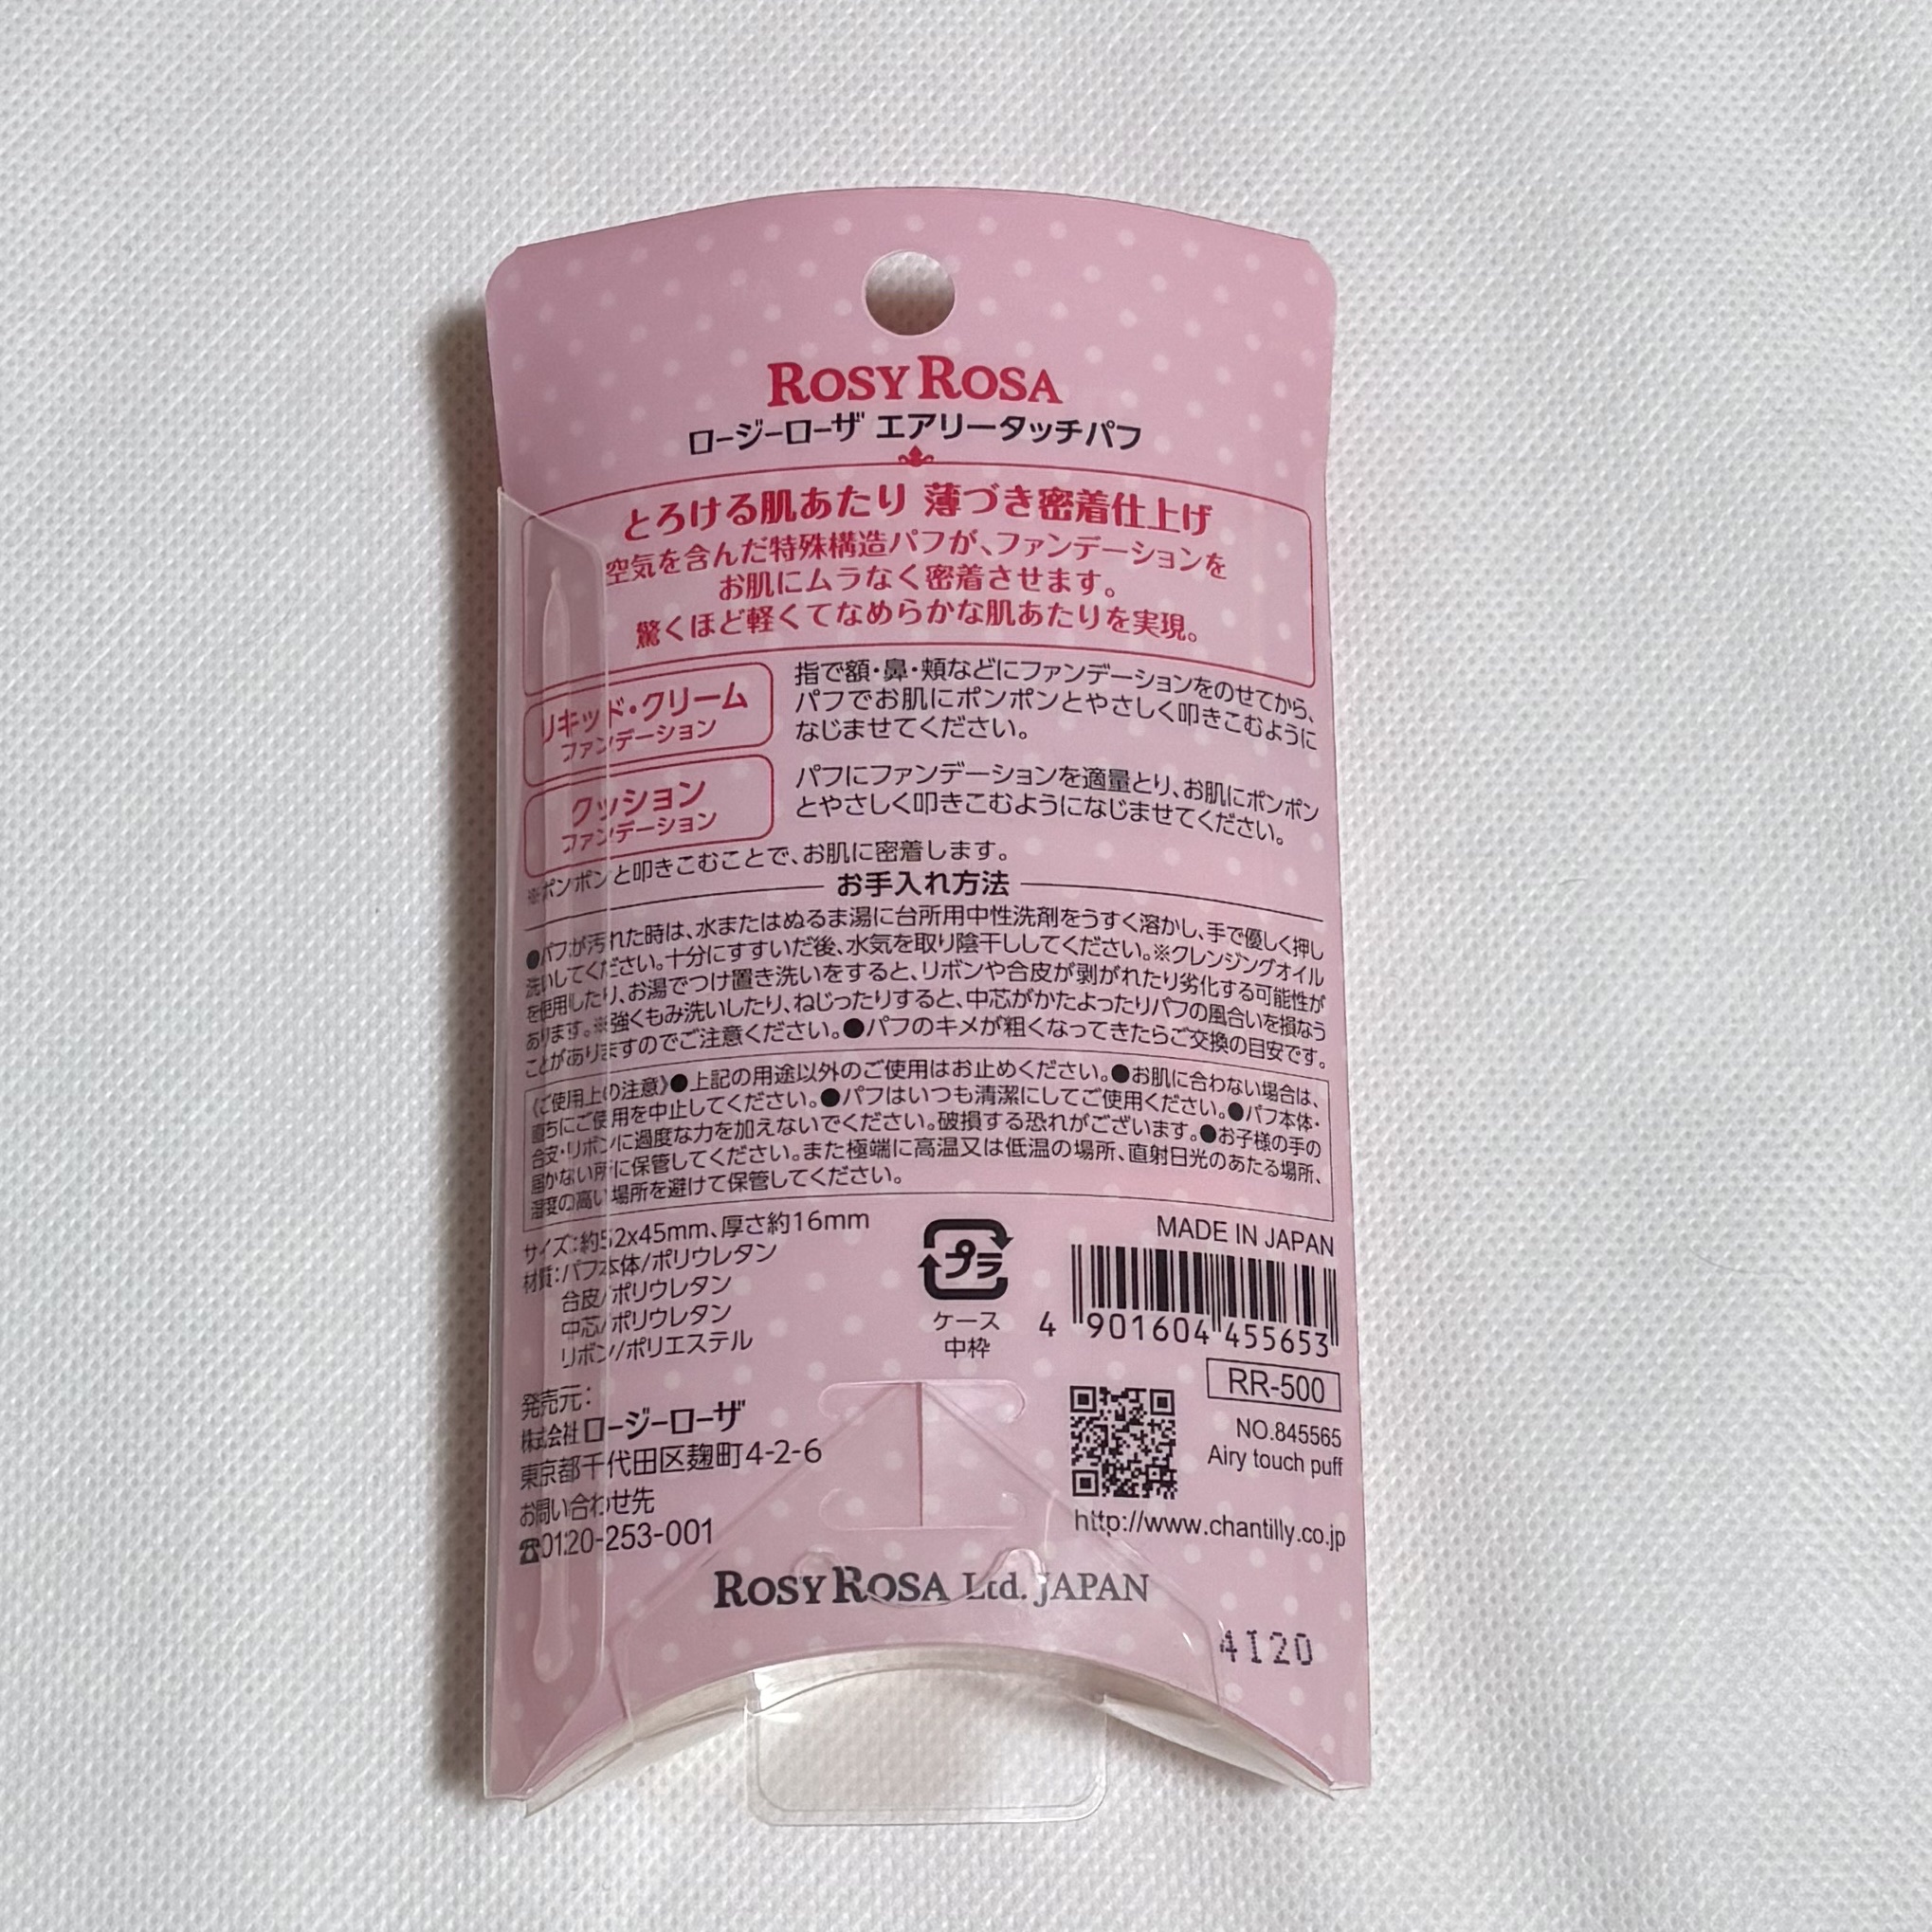 ROSY ROSA
ロージーローザ エアリータッチパフ
とろける肌あたり 薄づき密着仕上げ
空気を含んだ特殊構造パフが、ファンデーションを
お肌にムラなく密着させます。
驚くほど軽くてなめらかな肌あたりを実現。
リキッド・クリーム
ファンデーション
指で額・鼻・頬などにファンデーションをのせてから、
パフでお肌にポンポンとやさしく叩きこむように
なじませてください。
クッション
ファンデーション
パフにファンデーションを適量とり、お肌にポンポン
とやさしく叩きこむようになじませてください。
※ポンポンと叩きこむことで、お肌に密着します。
お手入れ方法
●パフが汚れた時は、水またはぬるま湯に台所用中性洗剤をうすく溶かし、手で優しく押し
洗いしてください。十分にすすいだ後、水気を取り陰干ししてください。※クレンジングオイル
を使用したり、お湯でつけ置き洗いをすると、リボンや合皮が剥がれたり劣化する可能性が
あります。※強くもみ洗いしたり、ねじったりすると、中芯がかたよったりパフの風合いを損なう
ことがありますのでご注意ください。●パフのキメが粗くなってきたらご交換の目安です。
《ご使用上の注意》●上記の用途以外のご使用はお止めください。●お肌に合わない場合は、
直ちにご使用を中止してください。●パフはいつも清潔にしてご使用ください。●パフ本体・
合皮・リボンに過度な力を加えないでください。破損する恐れがございます。●お子様の手の
届かない所に保管してください。また極端に高温又は低温の場所、直射日光のあたる場所、
湿度の高い場所を避けて保管してください。
サイズ：約52x45mm、厚さ約16mm
材質：パフ本体/ポリウレタン
合皮/ポリウレタン
中芯/ポリウレタン
リボン/ポリエステル
プラ
ケース
中枠
MADE IN JAPAN
4 901604 455653
RR-500
NO.845565
Airy touch puff
http://www.chantilly.co.jp
発売元：
株式会社ロージーローザ
東京都千代田区麹町4-2-6
お問い合わせ先
☎0120-253-001
ROSY ROSA Ltd. JAPAN
4I20